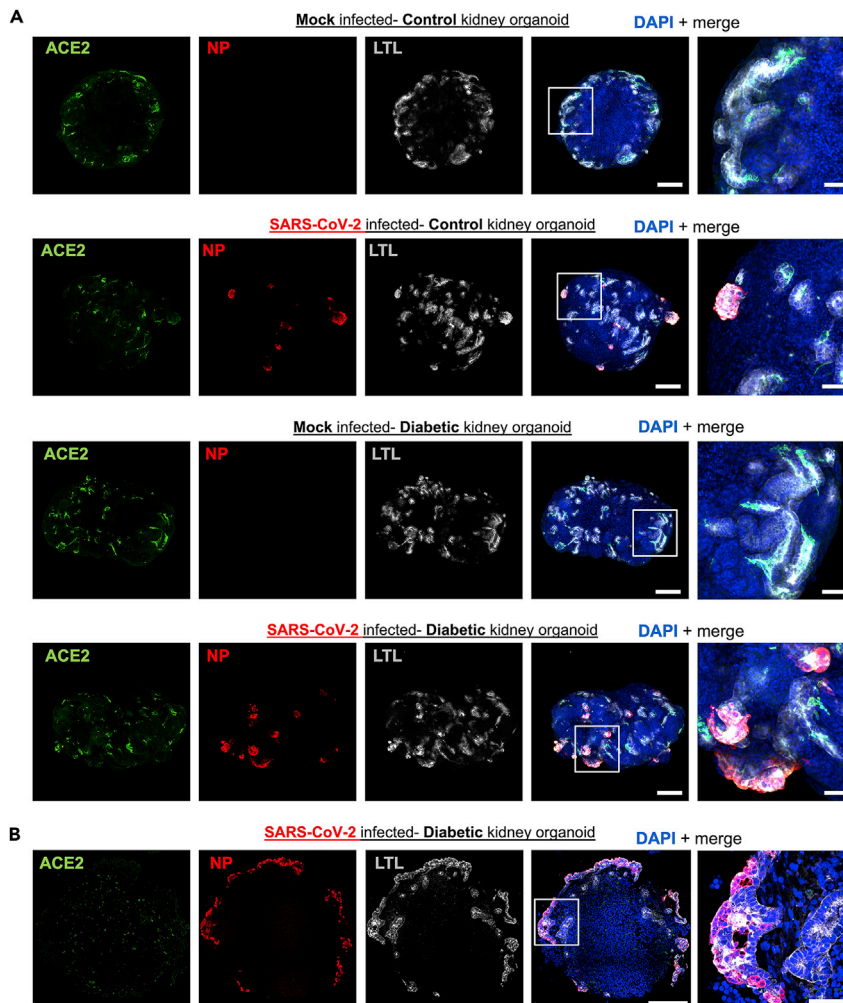 A
Mock infected- Control kidney organoid
DAPI + merge
ACE2
NP
LTL
SARS-CoV-2 infected- Control kidney organoid
DAPI + merge
ACE2
NP
LTL
Mock infected- Diabetic kidney organoid
DAPI + merge
ACE2
NP
LTL
SARS-CoV-2 infected- Diabetic kidney organoid
DAPI + merge
ACE2
NP
LTL
B
SARS-CoV-2 infected- Diabetic kidney organoid
DAPI + merge
ACE2
NP
LTL